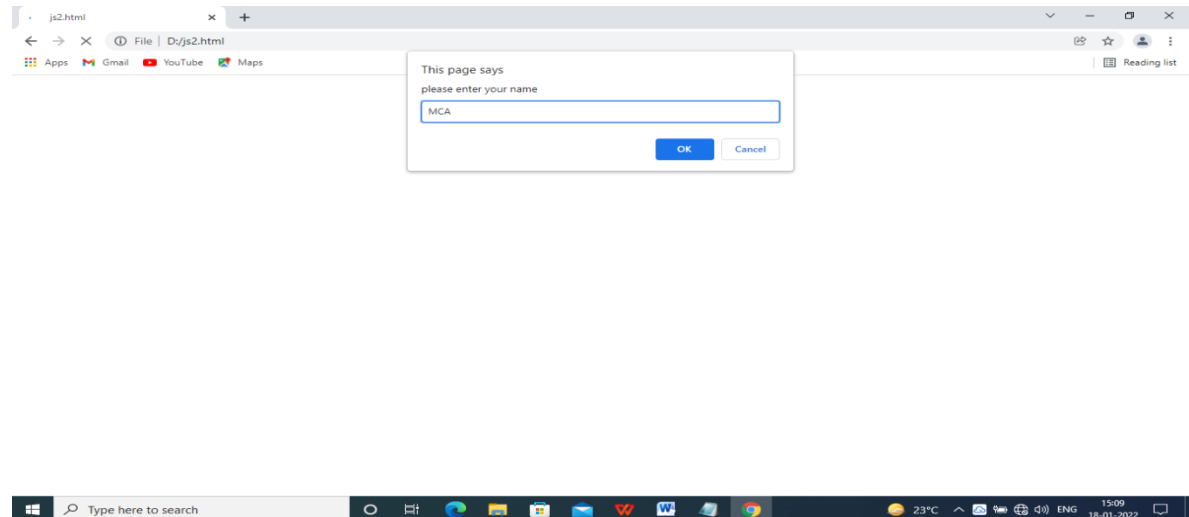 js2.html
File | D:/js2.html
Apps Gmail YouTube Maps Reading list
This page says
please enter your name
MCA
OK Cancel
Type here to search 23°C ENG 15:09
18-01-2022